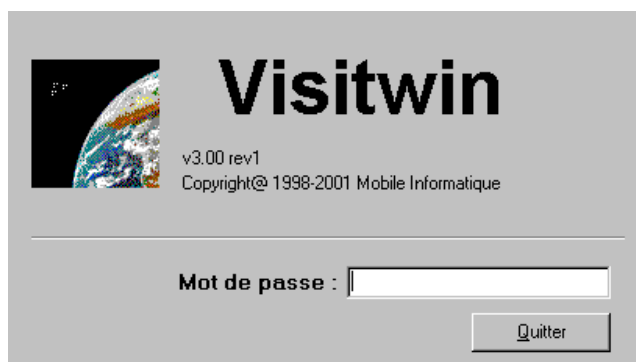 Visitwin
v3.00 rev1
Copyright@ 1998-2001 Mobile Informatique
Mot de passe :
Quitter